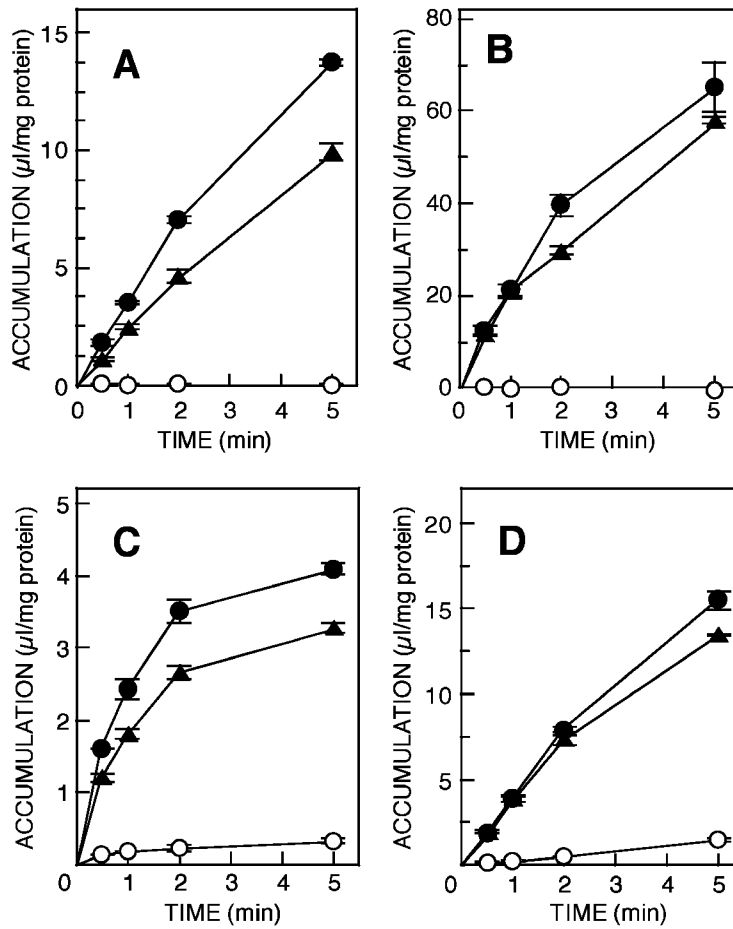 A
ACCUMULATION (µl/mg protein)
15
10
5
0
0 1 2 3 4 5
TIME (min)
B
ACCUMULATION (µl/mg protein)
80
60
40
20
0
0 1 2 3 4 5
TIME (min)
C
ACCUMULATION (µl/mg protein)
5
4
3
2
1
0 1 2 3 4 5
TIME (min)
D
ACCUMULATION (µl/mg protein)
20
15
10
5
0 1 2 3 4 5
TIME (min)